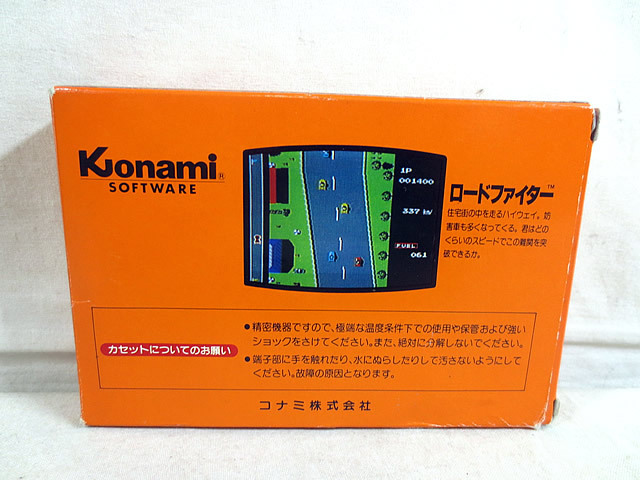 Konami®
SOFTWARE
1P
001400
337 km/
FUEL
061
ロードファイター™
住宅街の中を走るハイウェイ。妨
害車も多くなってくる。君はどの
くらいのスピードでこの難関を突
破できるか。
カセットについてのお願い
●精密機器ですので、極端な温度条件下での使用や保管および強い
ショックをさけてください。また、絶対に分解しないでください。
●端子部に手を触れたり、水にぬらしたりして汚さないようにして
ください。故障の原因となります。
コナミ株式会社